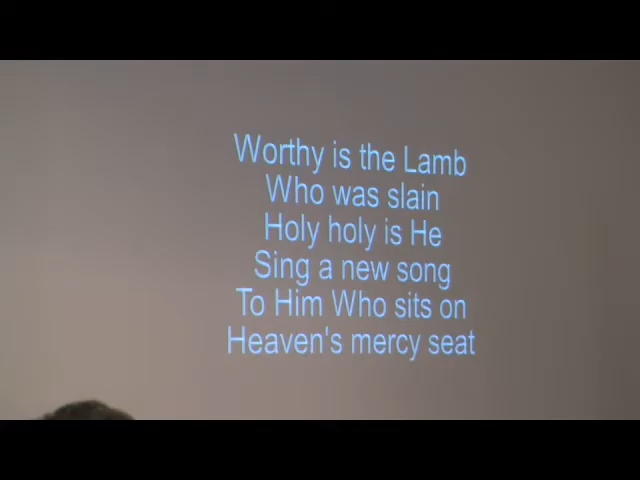 Worthy is the Lamb
Who was slain
Holy holy is He
Sing a new song
To Him Who sits on
Heaven's mercy seat